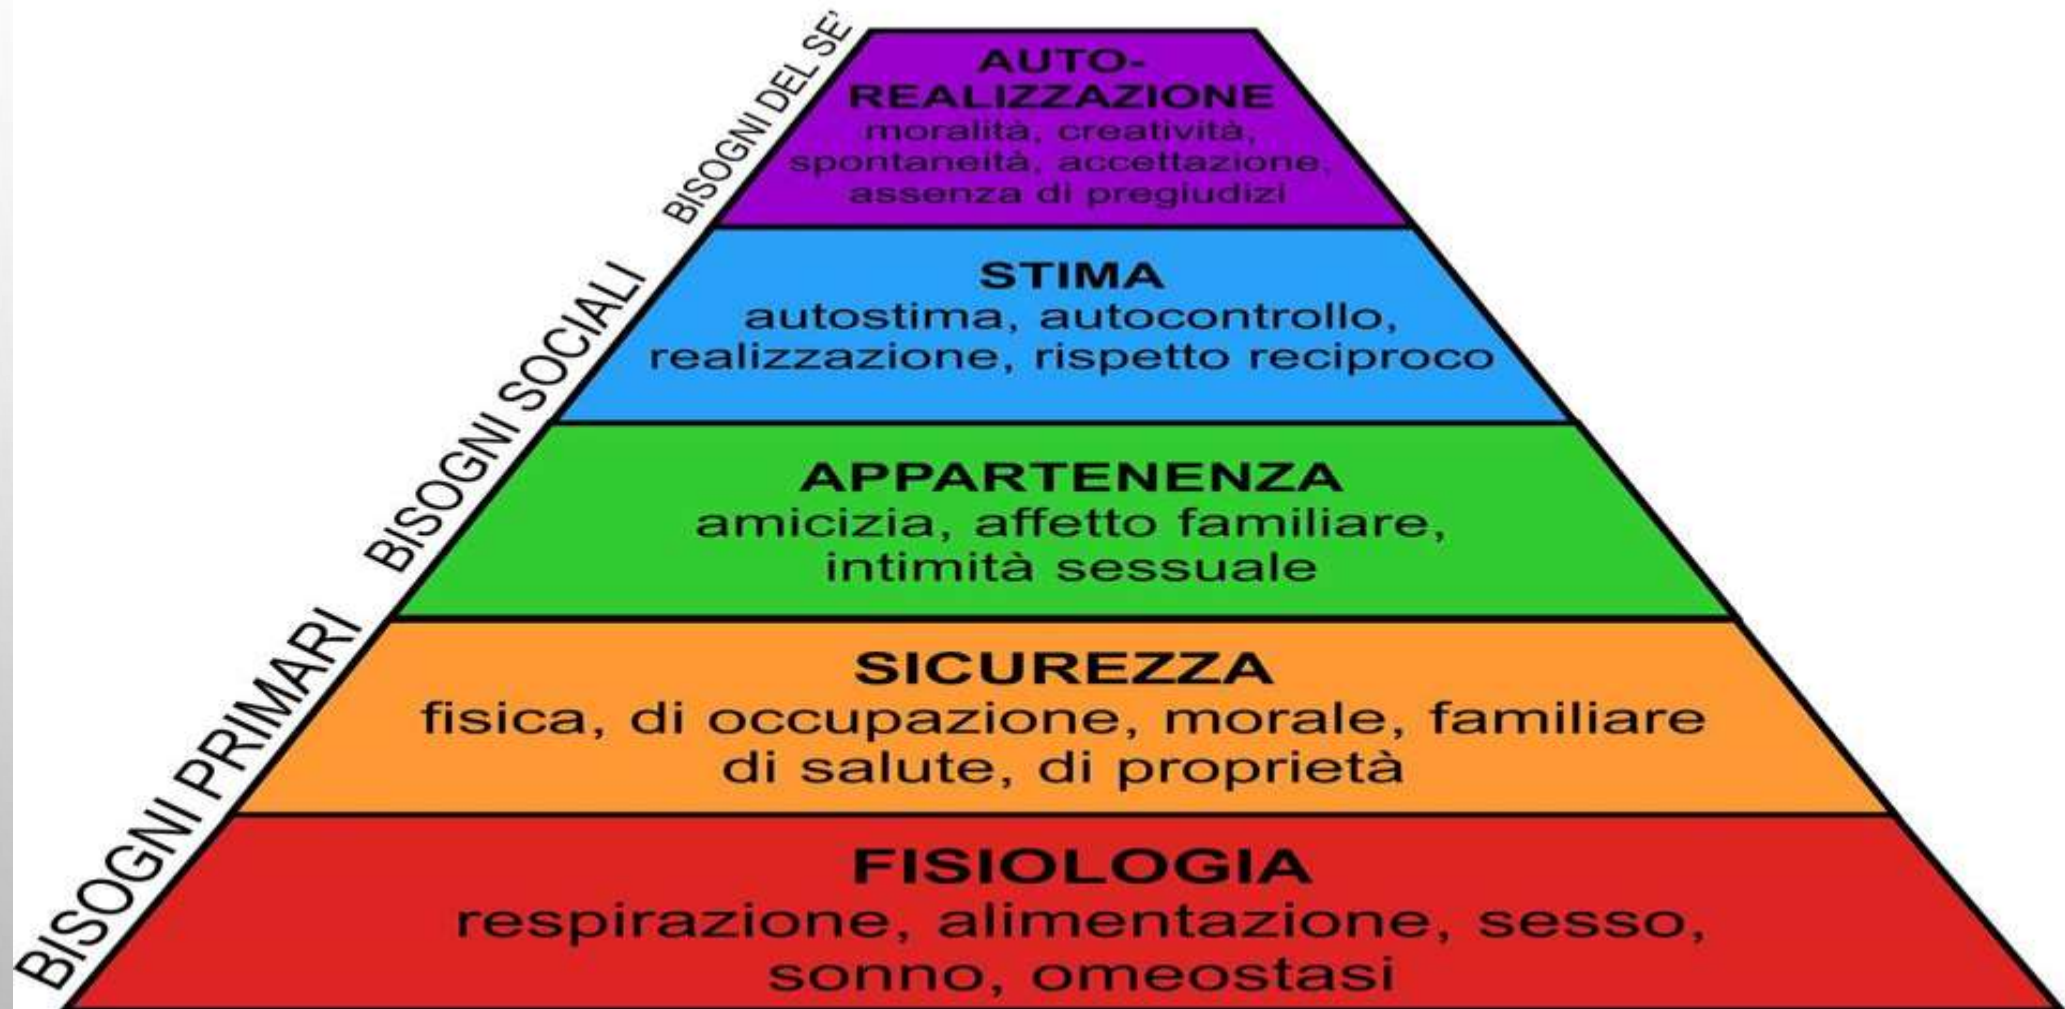 BISOGNI DEL SE'
AUTO-
REALIZZAZIONE
moralità, creatività,
spontaneità, accettazione,
assenza di pregiudizi
BISOGNI SOCIALI
STIMA
autostima, autocontrollo,
realizzazione, rispetto reciproco
APPARTENENZA
amicizia, affetto familiare,
intimità sessuale
BISOGNI PRIMARI
SICUREZZA
fisica, di occupazione, morale, familiare
di salute, di proprietà
FISIOLOGIA
respirazione, alimentazione, sesso,
sonno, omeostasi